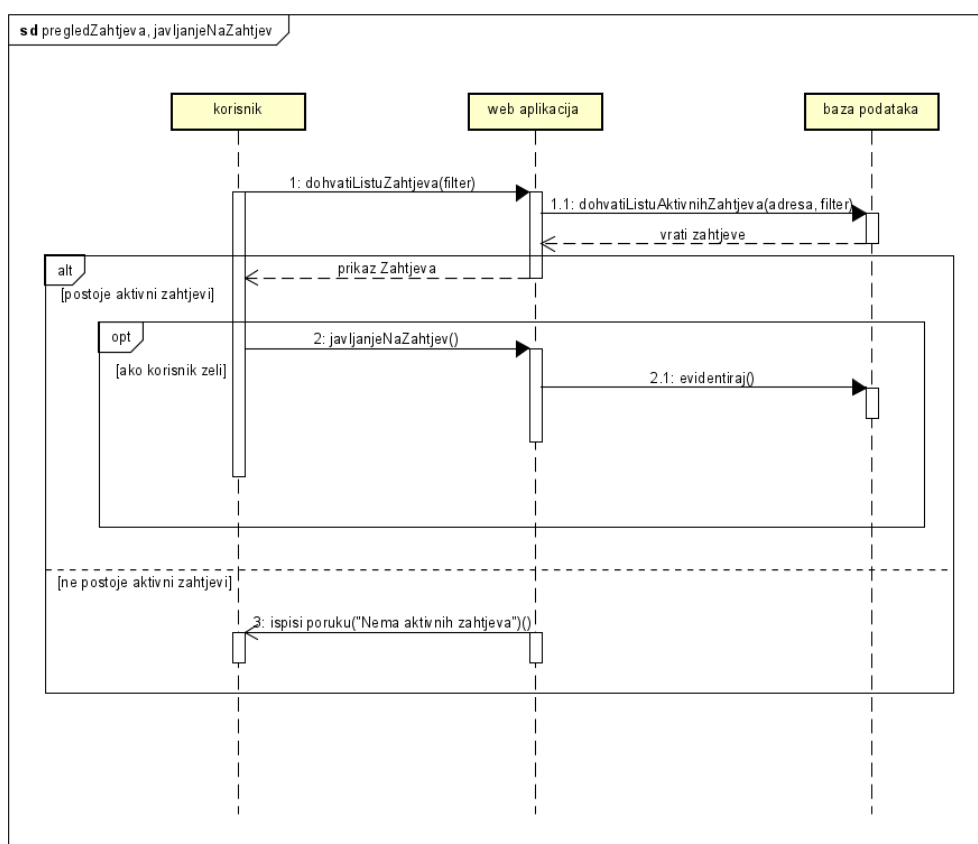 sd pregledZahtjeva, javljanjeNaZahtjev
korisnik
web aplikacija
baza podataka
1: dohvatiListuZahtjeva(filter)
1.1: dohvatiListuAktivnihZahtjeva(adresa, filter)
vrati zahtjeve
alt
prikaz Zahtjeva
[postoje aktivni zahtjevi]
opt
2: javljanjeNaZahtjev()
[ako korisnik zeli]
2.1: evidentiraj()
[ne postoje aktivni zahtjevi]
3: ispisi poruku("Nema aktivnih zahtjeva")()